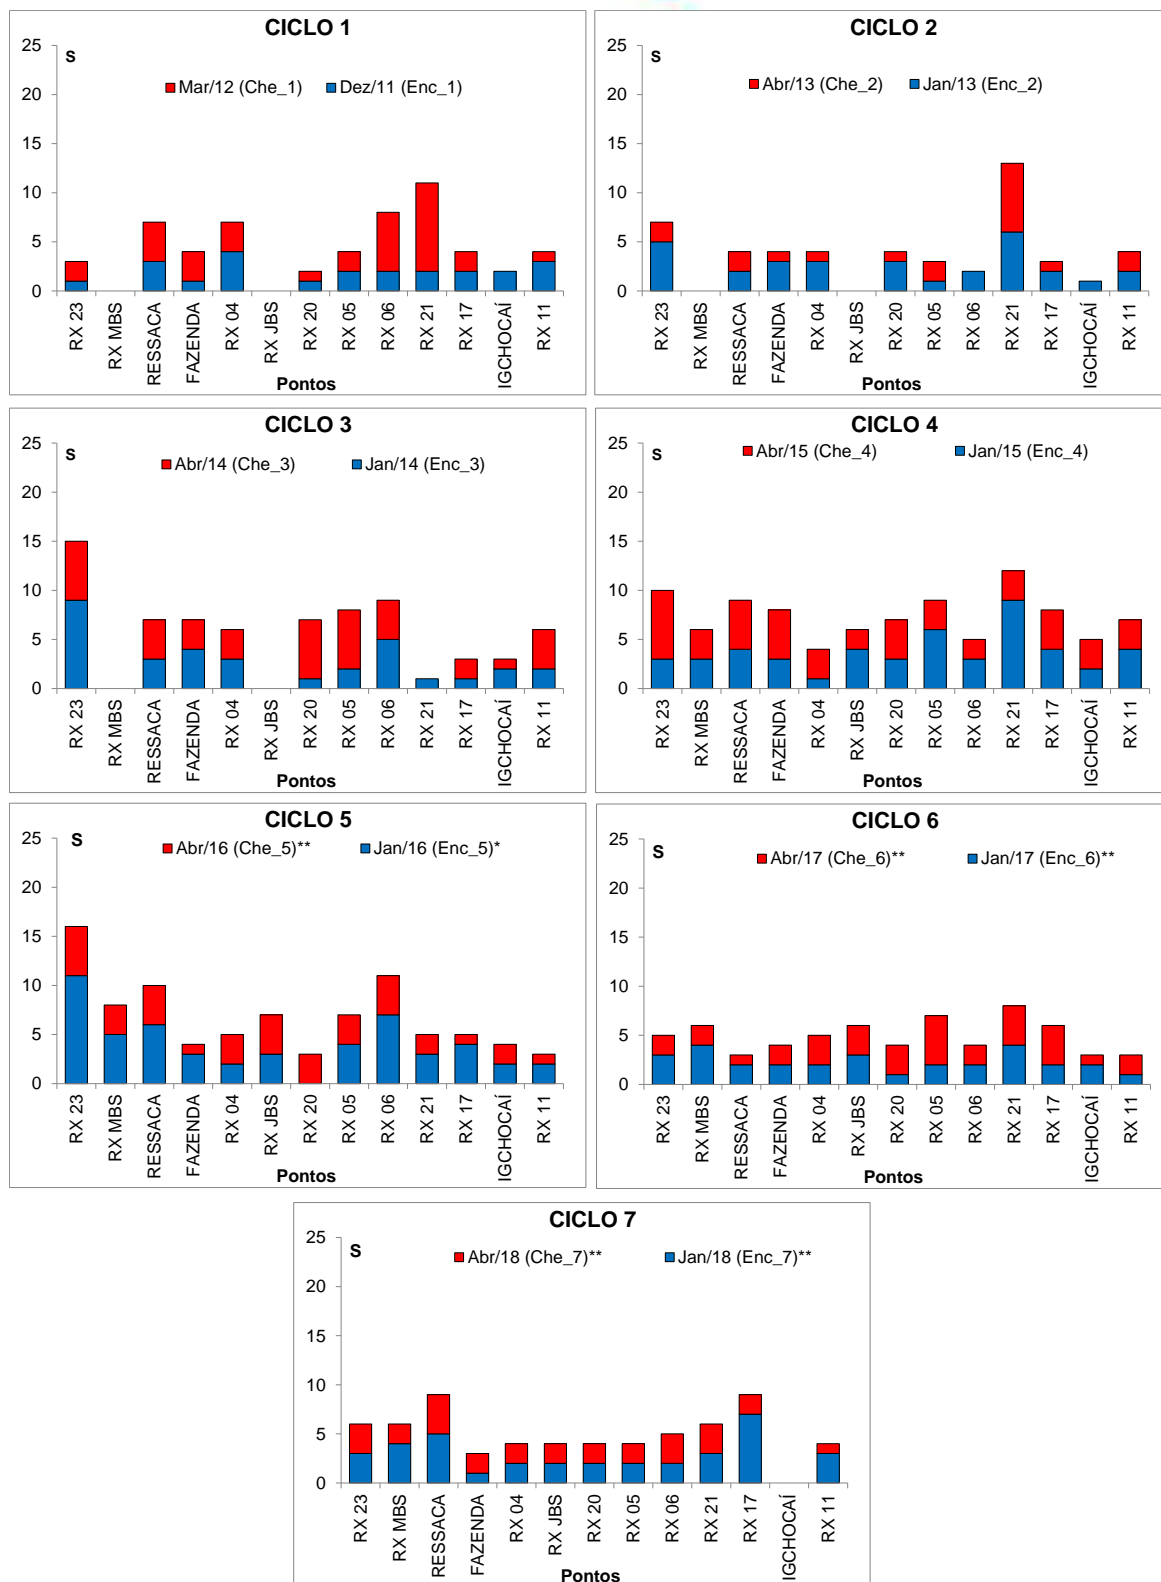 CICLO 1
S
Mar/12 (Che_1) Dez/11 (Enc_1)
25
20
15
10
5
0
RX 23 RX MBS RESSACA FAZENDA RX 04 RX JBS RX 20 RX 05 RX 06 RX 21 RX 17 IGCHOCAÍ RX 11
Pontos
CICLO 2
S
Abr/13 (Che_2) Jan/13 (Enc_2)
25
20
15
10
5
0
RX 23 RX MBS RESSACA FAZENDA RX 04 RX JBS RX 20 RX 05 RX 06 RX 21 RX 17 IGCHOCAÍ RX 11
Pontos
CICLO 3
S
Abr/14 (Che_3) Jan/14 (Enc_3)
25
20
15
10
5
0
RX 23 RX MBS RESSACA FAZENDA RX 04 RX JBS RX 20 RX 05 RX 06 RX 21 RX 17 IGCHOCAÍ RX 11
Pontos
CICLO 4
S
Abr/15 (Che_4) Jan/15 (Enc_4)
25
20
15
10
5
0
RX 23 RX MBS RESSACA FAZENDA RX 04 RX JBS RX 20 RX 05 RX 06 RX 21 RX 17 IGCHOCAÍ RX 11
Pontos
CICLO 5
S
Abr/16 (Che_5)** Jan/16 (Enc_5)*
25
20
15
10
5
0
RX 23 RX MBS RESSACA FAZENDA RX 04 RX JBS RX 20 RX 05 RX 06 RX 21 RX 17 IGCHOCAÍ RX 11
Pontos
CICLO 6
S
Abr/17 (Che_6)** Jan/17 (Enc_6)**
25
20
15
10
5
0
RX 23 RX MBS RESSACA FAZENDA RX 04 RX JBS RX 20 RX 05 RX 06 RX 21 RX 17 IGCHOCAÍ RX 11
Pontos
CICLO 7
S
Abr/18 (Che_7)** Jan/18 (Enc_7)**
25
20
15
10
5
0
RX 23 RX MBS RESSACA FAZENDA RX 04 RX JBS RX 20 RX 05 RX 06 RX 21 RX 17 IGCHOCAÍ RX 11
Pontos